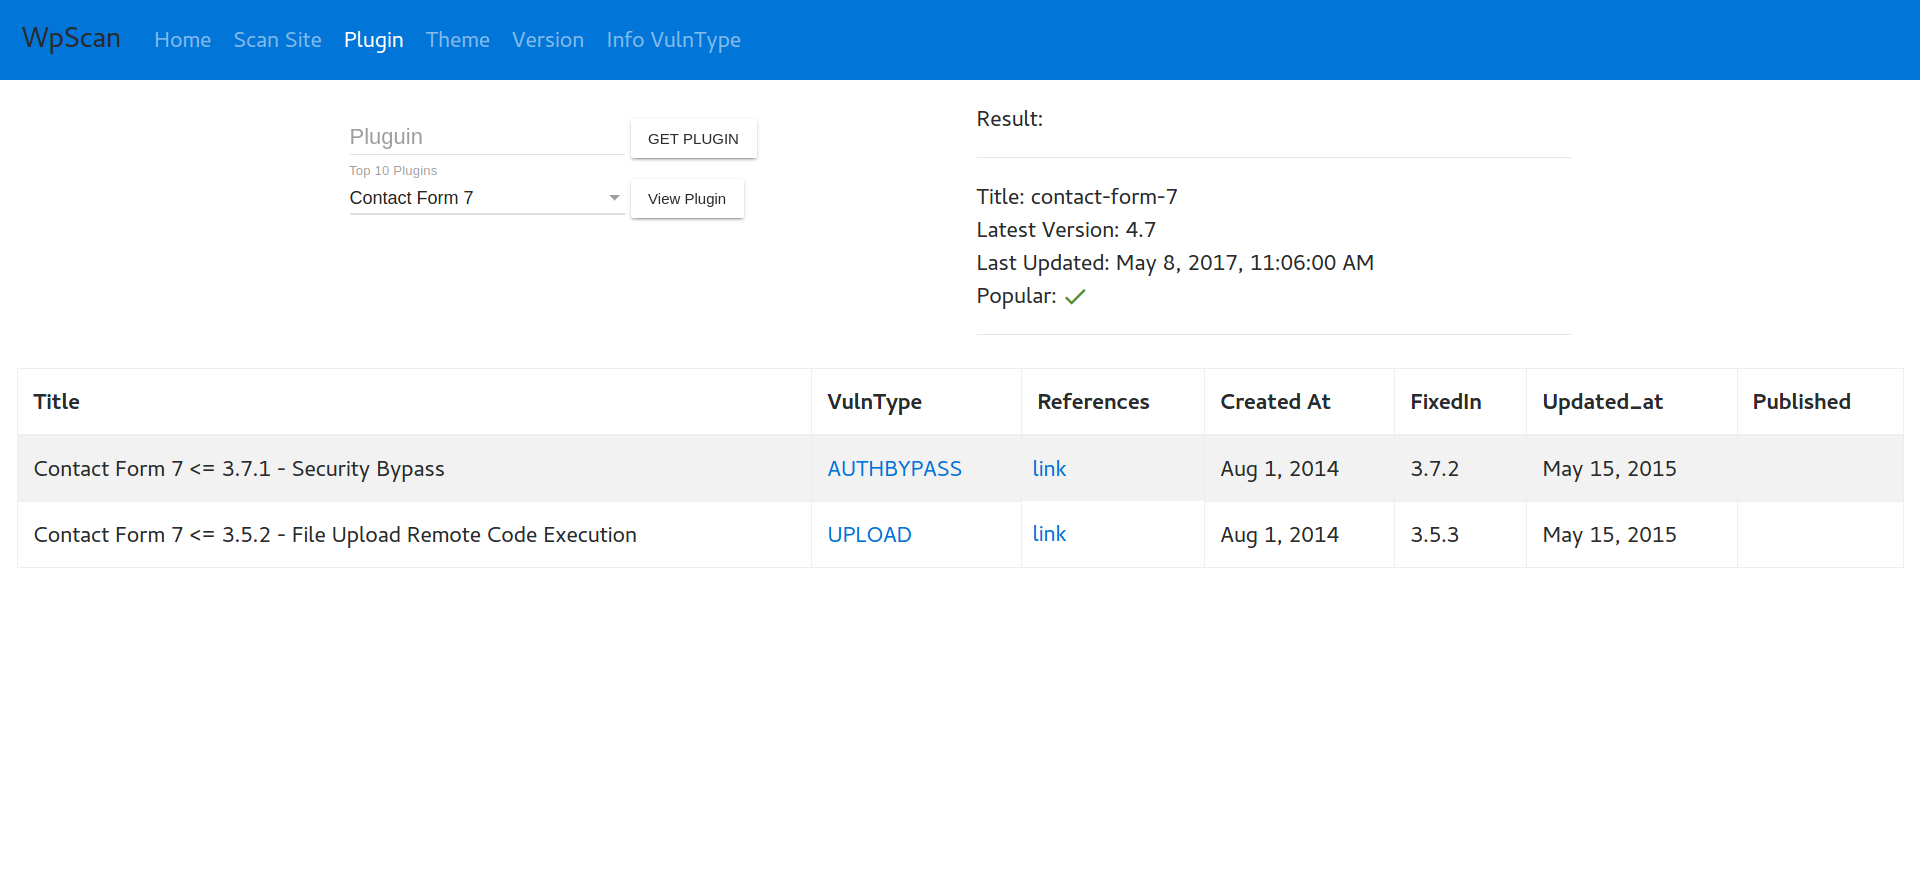 WpScan Home Scan Site Plugin Theme Version Info VulnType
Pluguin GET PLUGIN
Top 10 Plugins
Contact Form 7 View Plugin
Result:
Title: contact-form-7
Latest Version: 4.7
Last Updated: May 8, 2017, 11:06:00 AM
Popular:
Title VulnType References Created At FixedIn Updated_at Published
Contact Form 7 <= 3.7.1 - Security Bypass AUTHBYPASS link Aug 1, 2014 3.7.2 May 15, 2015
Contact Form 7 <= 3.5.2 - File Upload Remote Code Execution UPLOAD link Aug 1, 2014 3.5.3 May 15, 2015